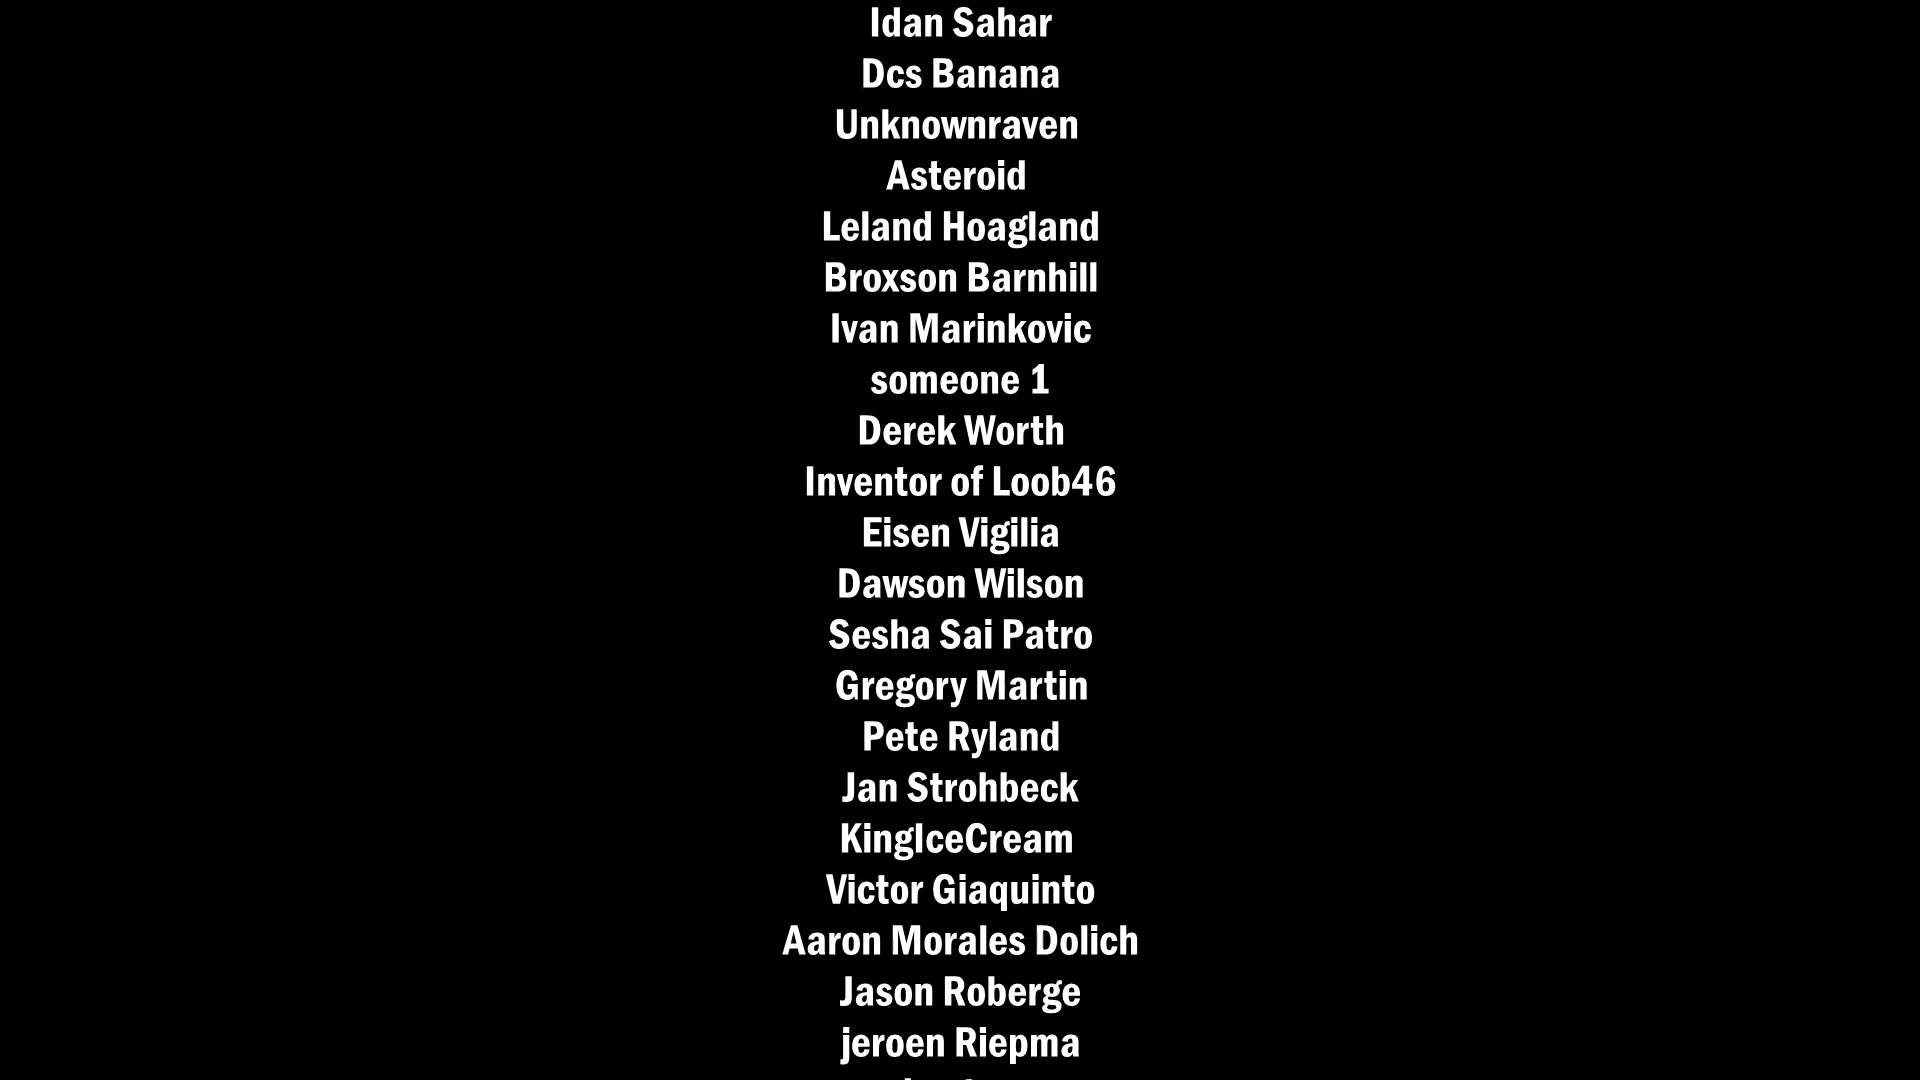 Idan Sahar
Dcs Banana
Unknownraven
Asteroid
Leland Hoagland
Broxson Barnhill
Ivan Marinkovic
someone 1
Derek Worth
Inventor of Loob46
Eisen Vigilia
Dawson Wilson
Sesha Sai Patro
Gregory Martin
Pete Ryland
Jan Strohbeck
KingIceCream
Victor Giaquinto
Aaron Morales Dolich
Jason Roberge
jeroen Riepma